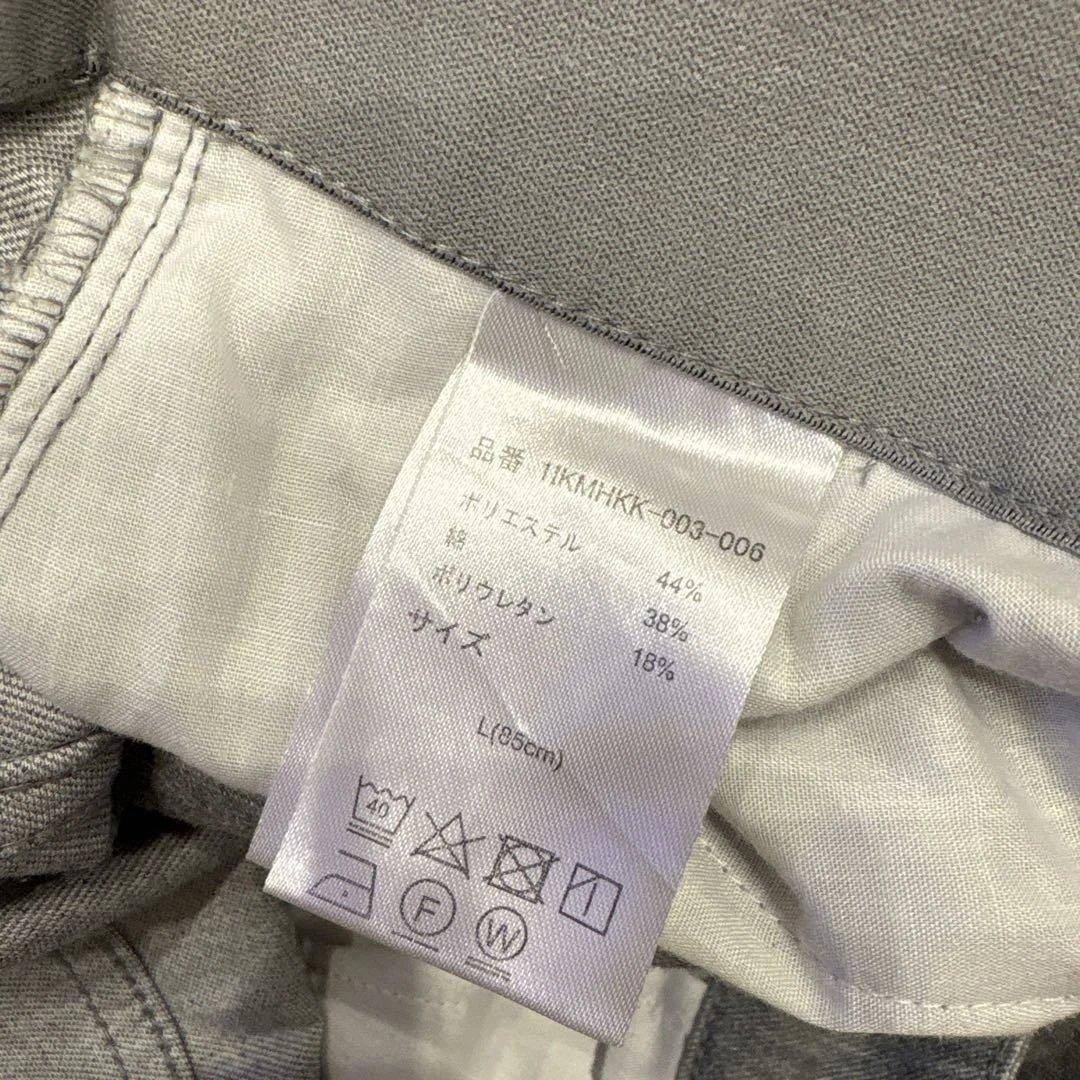 品番 HKMHKK-003-006
ポリエステル 44%
綿 38%
ポリウレタン 18%
サイズ
L(85cm)
40
F
W